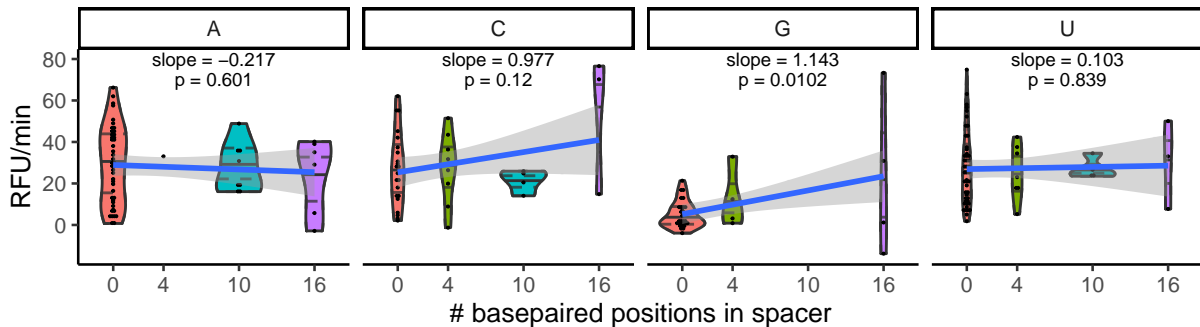 A C G U
slope = −0.217 slope = 0.977 slope = 1.143 slope = 0.103
p = 0.601 p = 0.12 p = 0.0102 p = 0.839
80
60
40
20
0
RFU/min
0 4 10 16 0 4 10 16 0 4 10 16 0 4 10 16
# basepaired positions in spacer